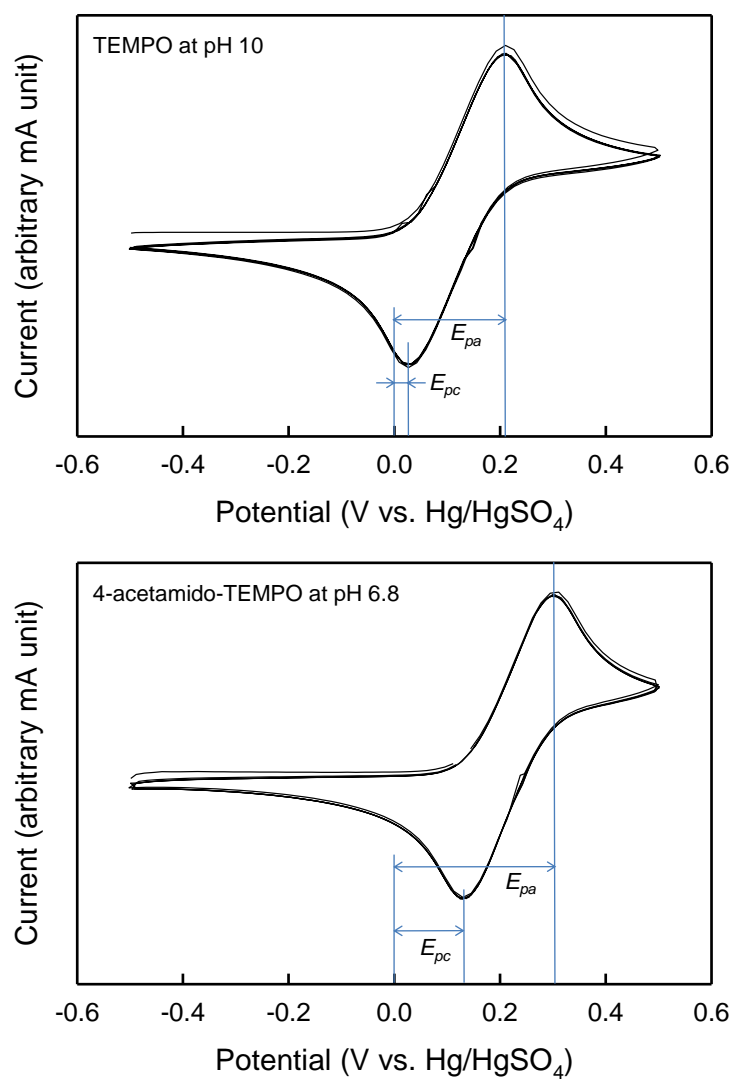 TEMPO at pH 10
Current (arbitrary mA unit)
E_pa
E_pc
-0.6 -0.4 -0.2 0.0 0.2 0.4 0.6
Potential (V vs. Hg/HgSO₄)
4-acetamido-TEMPO at pH 6.8
Current (arbitrary mA unit)
E_pa
E_pc
-0.6 -0.4 -0.2 0.0 0.2 0.4 0.6
Potential (V vs. Hg/HgSO₄)